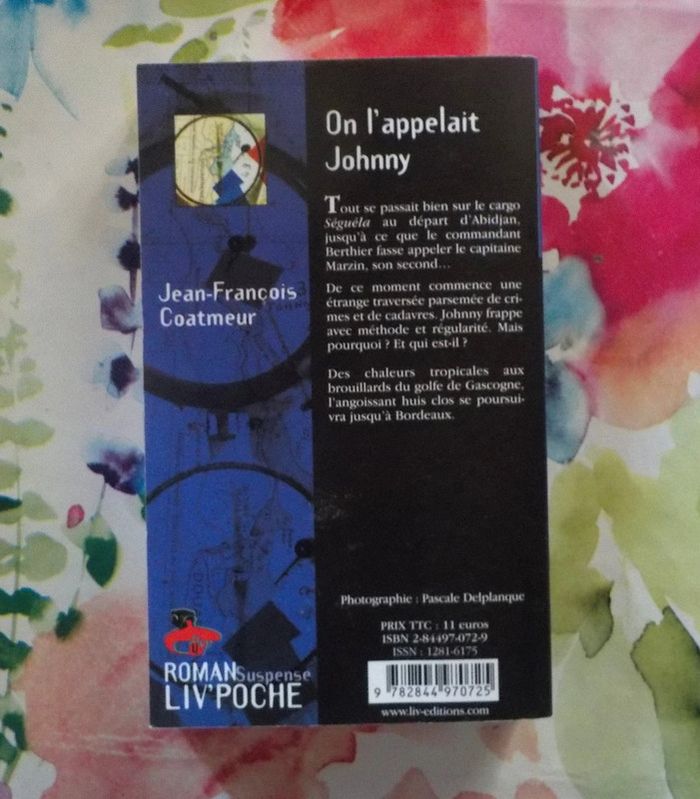 On l'appelait
Johnny
Tout se passait bien sur le cargo
Séguéla au départ d'Abidjan,
jusqu'à ce que le commandant
Berthier fasse appeler le capitaine
Marzin, son second...
De ce moment commence une
étrange traversée parsemée de cri-
mes et de cadavres. Johnny frappe
avec méthode et régularité. Mais
pourquoi ? Et qui est-il ?
Des chaleurs tropicales aux
brouillards du golfe de Gascogne,
l'angoissant huis clos se poursui-
vra jusqu'à Bordeaux.
Jean-François
Coatmeur
Photographie : Pascale Delplanque
PRIX TTC : 11 euros
ISBN 2-84497-072-9
ISSN : 1281-6175
9 782844 970725
www.liv-editions.com
ROMAN Suspense
LIV'POCHE